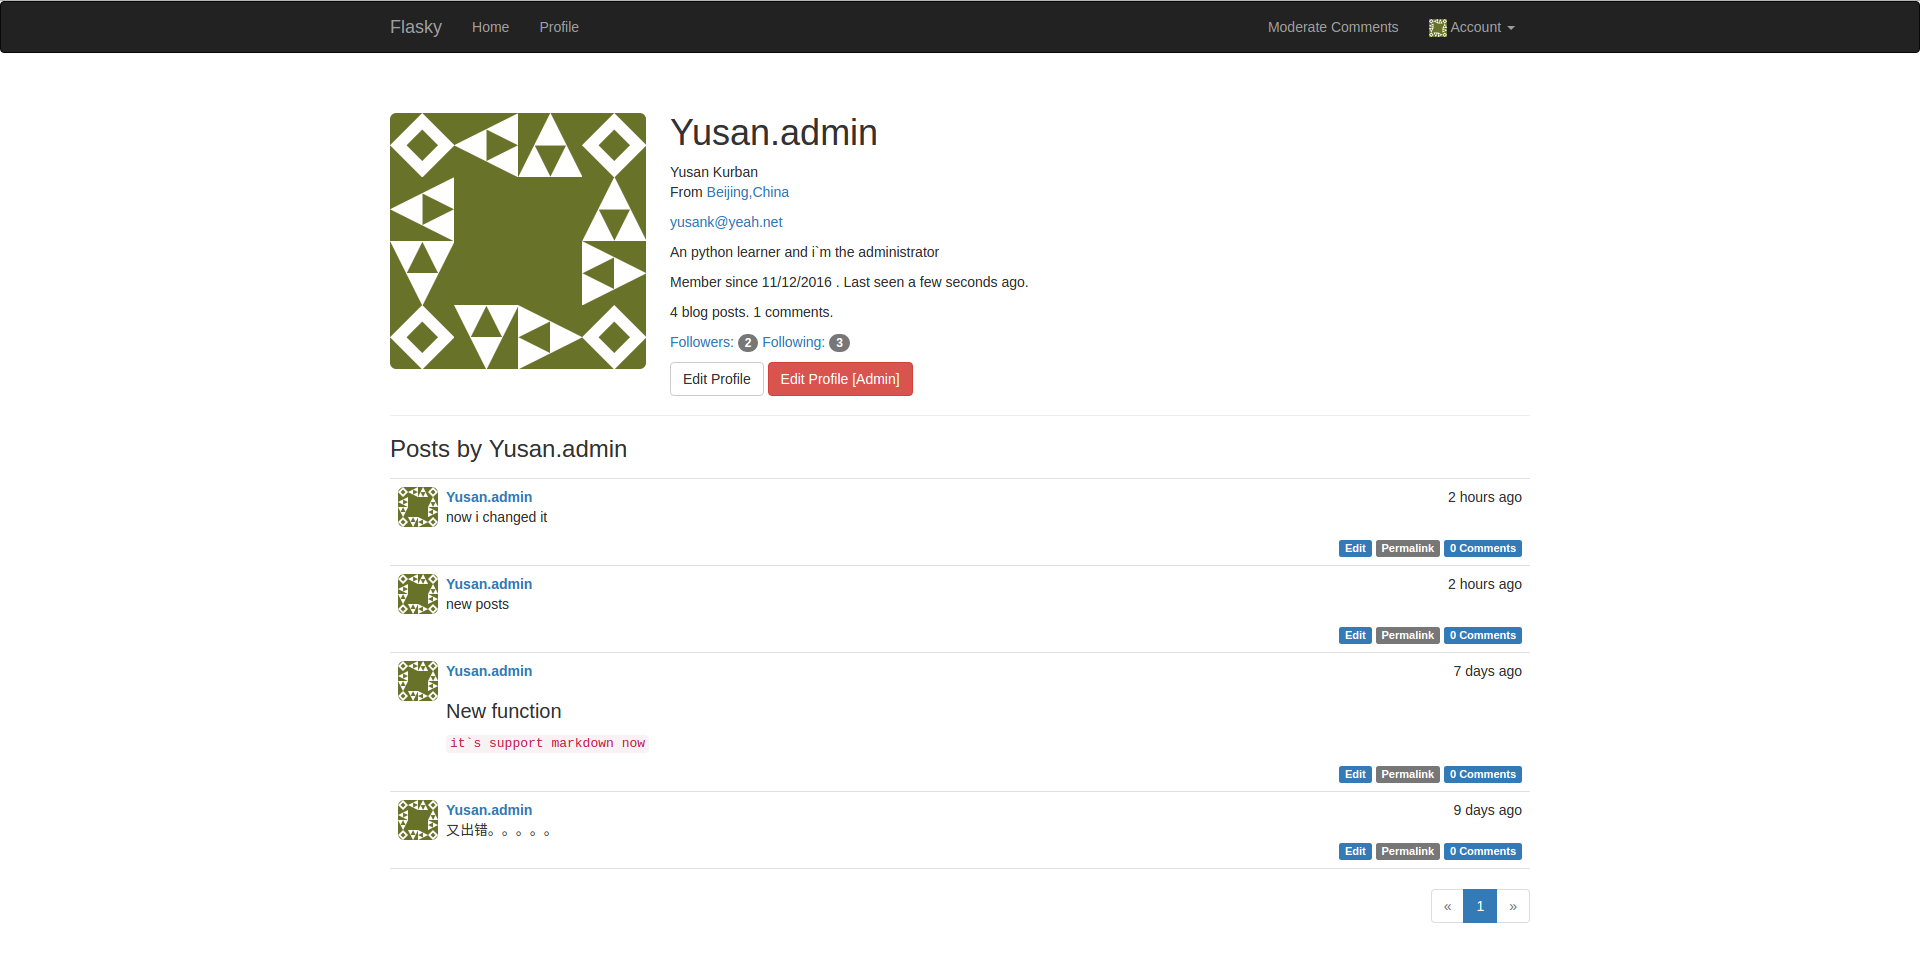 Flasky Home Profile Moderate Comments Account
Yusan.admin
Yusan Kurban
From Beijing,China
yusank@yeah.net
An python learner and i`m the administrator
Member since 11/12/2016 . Last seen a few seconds ago.
4 blog posts. 1 comments.
Followers: 2 Following: 3
Edit Profile Edit Profile [Admin]
Posts by Yusan.admin
Yusan.admin 2 hours ago
now i changed it
Edit Permalink 0 Comments
Yusan.admin 2 hours ago
new posts
Edit Permalink 0 Comments
Yusan.admin 7 days ago
New function
it`s support markdown now
Edit Permalink 0 Comments
Yusan.admin 9 days ago
又出错。。。。。
Edit Permalink 0 Comments
« 1 »